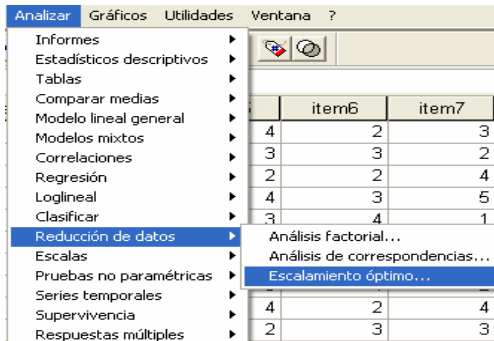 Analizar Gráficos Utilidades Ventana ?
Informes
Estadísticos descriptivos
Tablas
Comparar medias
item6 item7
Modelo lineal general
4 2 3
Modelos mixtos
Correlaciones
3 3 2
Regresión
2 2 4
Loglineal
4 3 5
Clasificar
3 4 1
Reducción de datos
Análisis factorial...
Escalas
Análisis de correspondencias...
Pruebas no paramétricas
Escalamiento óptimo...
Series temporales
Supervivencia
4 2 4
Respuestas múltiples
2 3 3